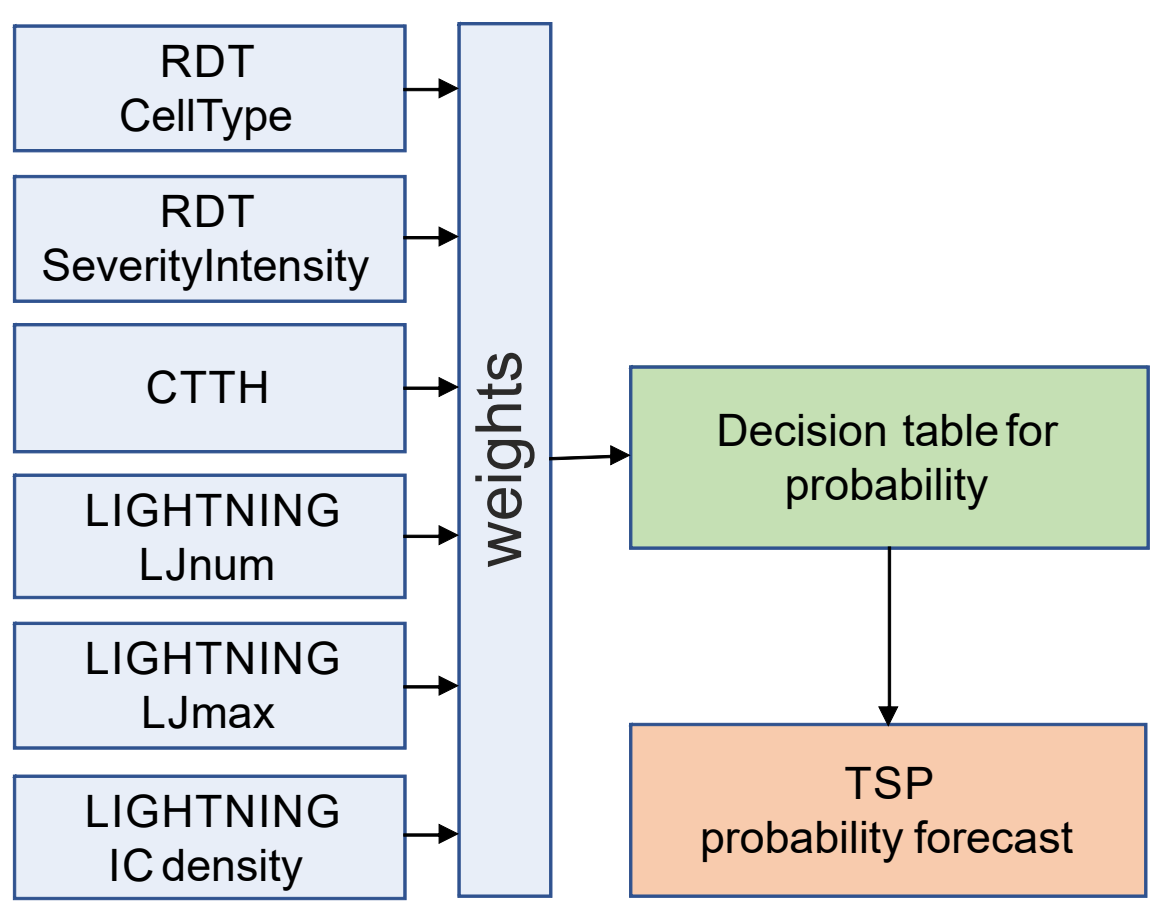 RDT
CellType
RDT
SeverityIntensity
CTTH
LIGHTNING
LJnum
LIGHTNING
LJmax
LIGHTNING
IC density
weights
Decision table for
probability
TSP
probability forecast